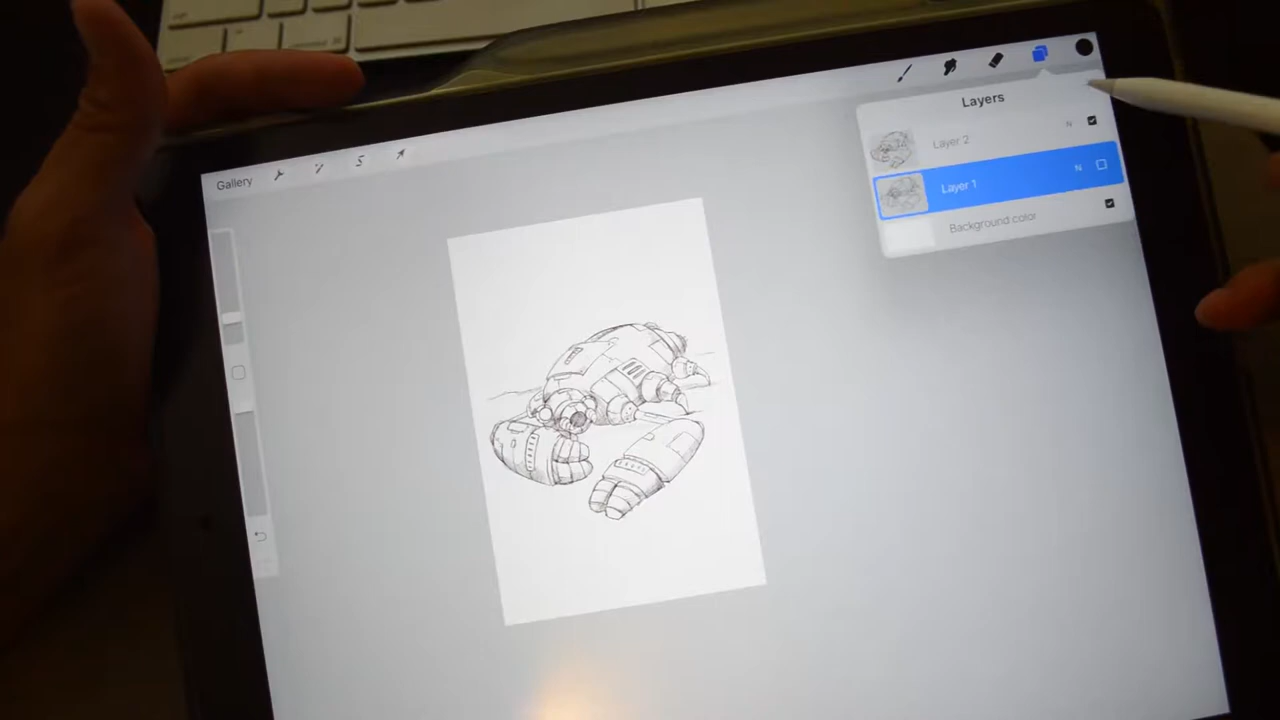 Gallery
Layers
Layer 2
N
Layer 1
N
Background color